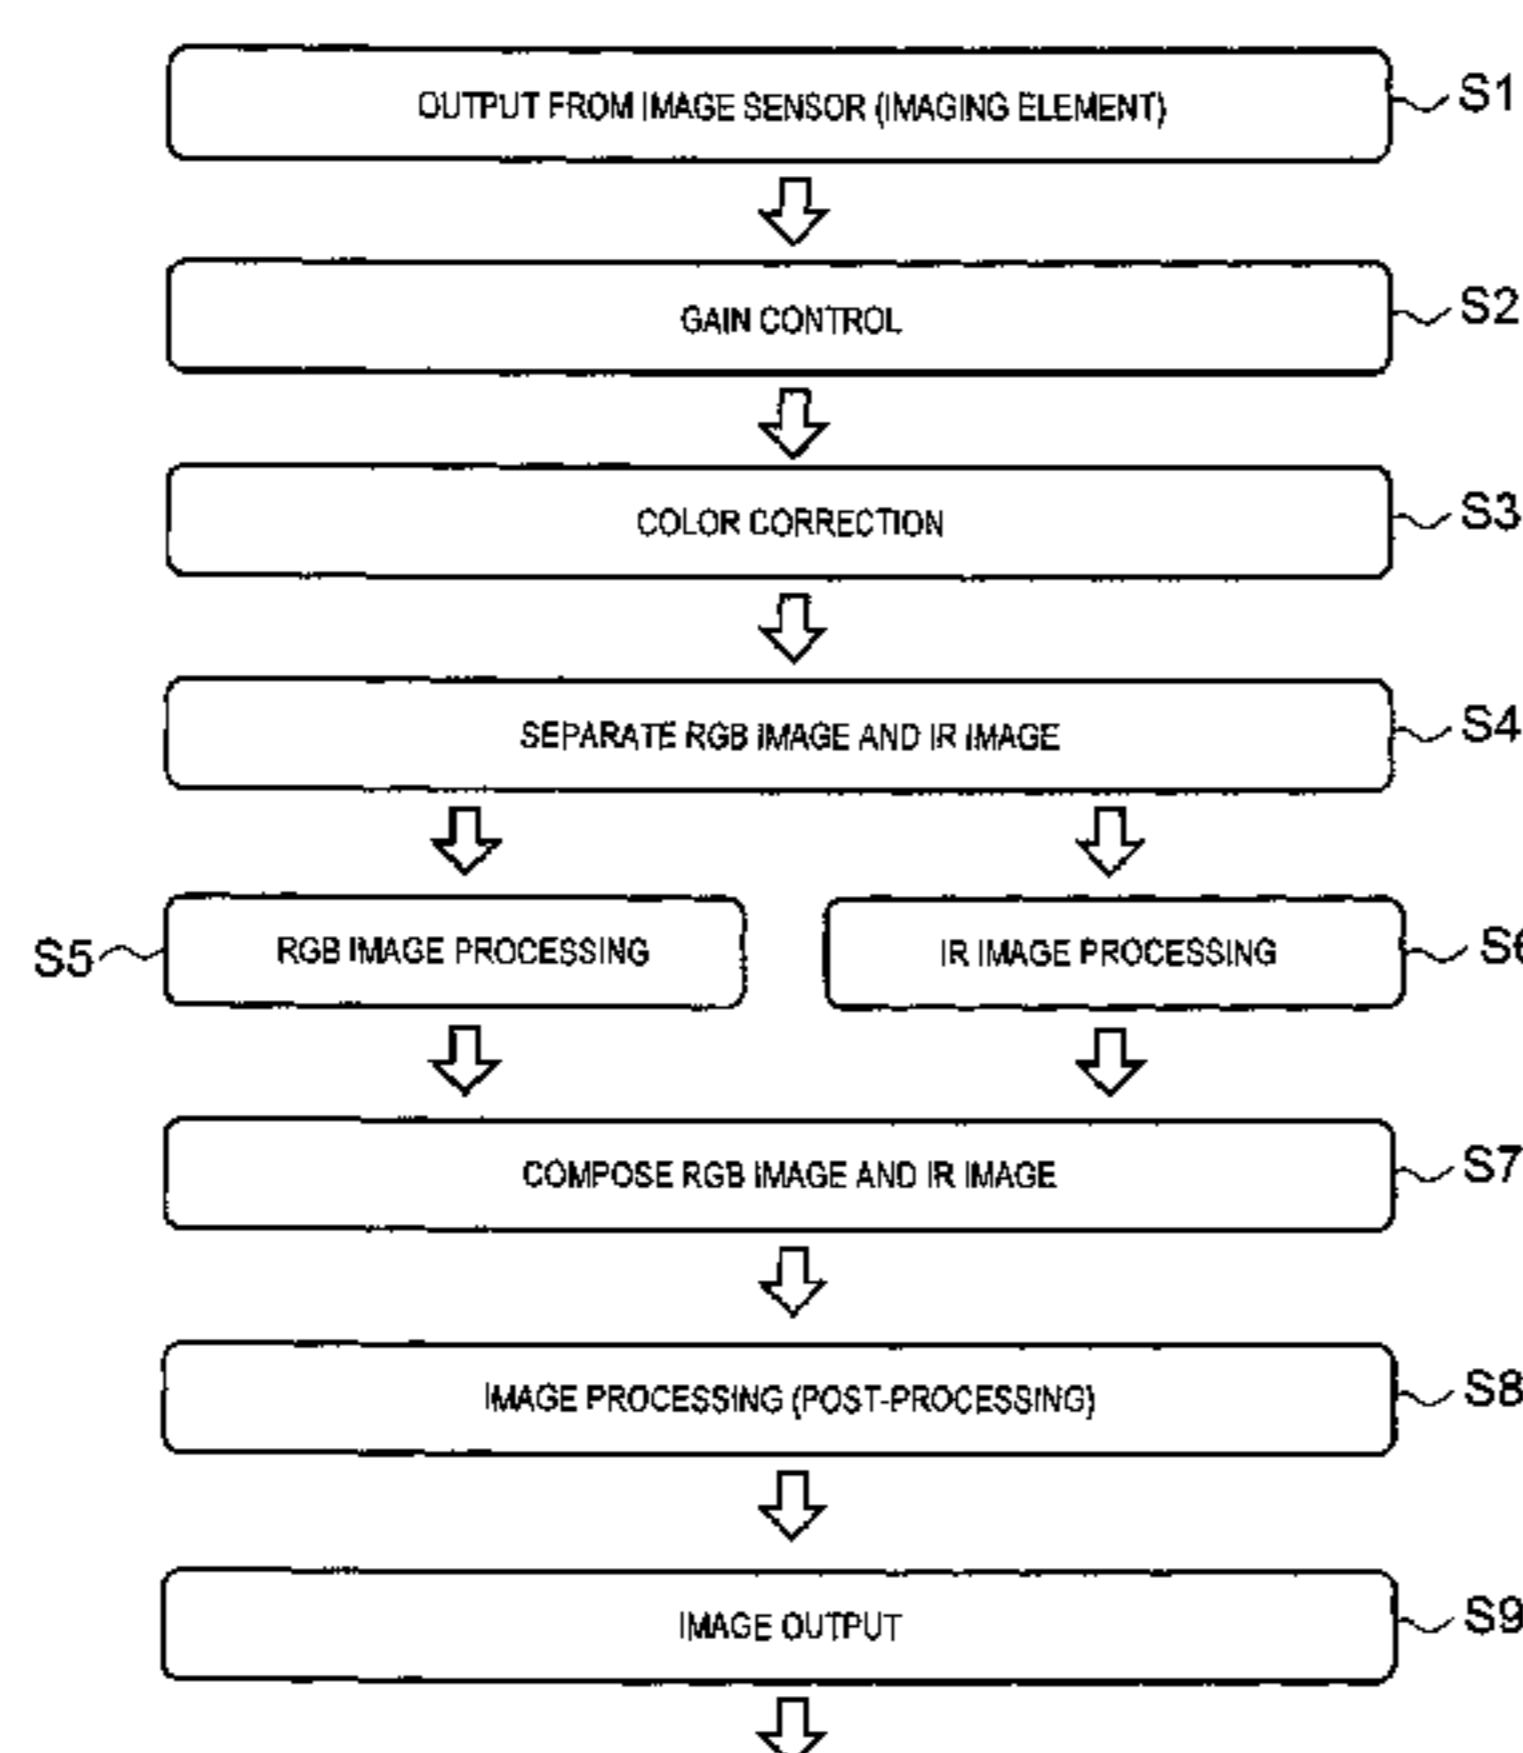 OUTPUT FROM IMAGE SENSOR (IMAGING ELEMENT) S1
GAIN CONTROL S2
COLOR CORRECTION S3
SEPARATE RGB IMAGE AND IR IMAGE S4
S5 RGB IMAGE PROCESSING IR IMAGE PROCESSING S6
COMPOSE RGB IMAGE AND IR IMAGE S7
IMAGE PROCESSING (POST-PROCESSING) S8
IMAGE OUTPUT S9